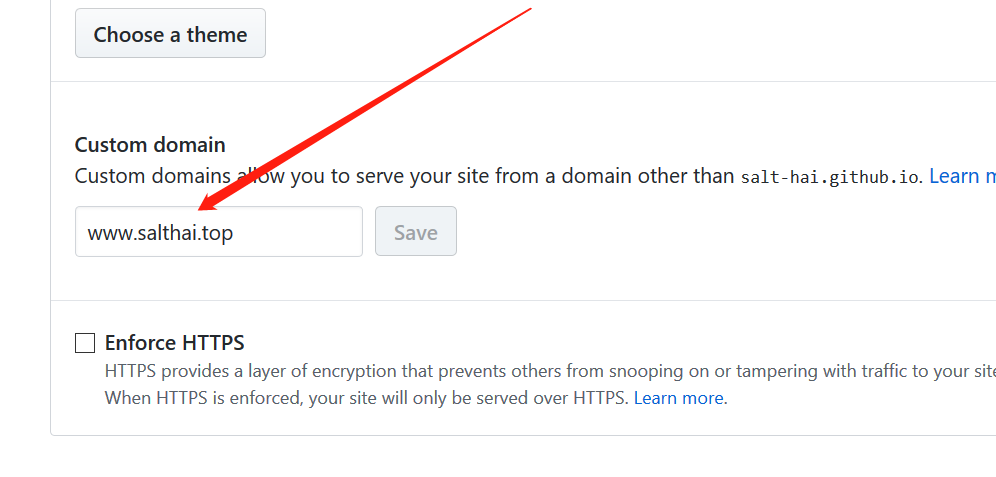 Choose a theme
Custom domain
Custom domains allow you to serve your site from a domain other than salt-hai.github.io. Learn
www.salthai.top
Save
Enforce HTTPS
HTTPS provides a layer of encryption that prevents others from snooping on or tampering with traffic to your site
When HTTPS is enforced, your site will only be served over HTTPS. Learn more.